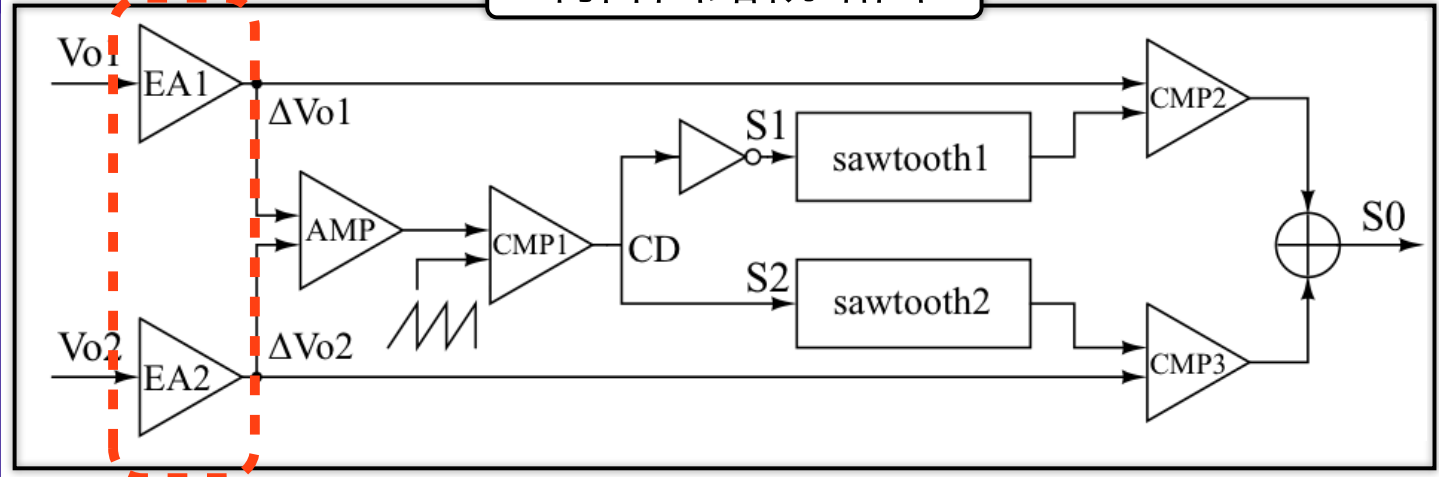 Vo1
EA1
ΔVo1
AMP
CMP1
CD
S1
sawtooth1
CMP2
S0
S2
sawtooth2
CMP3
Vo2
EA2
ΔVo2